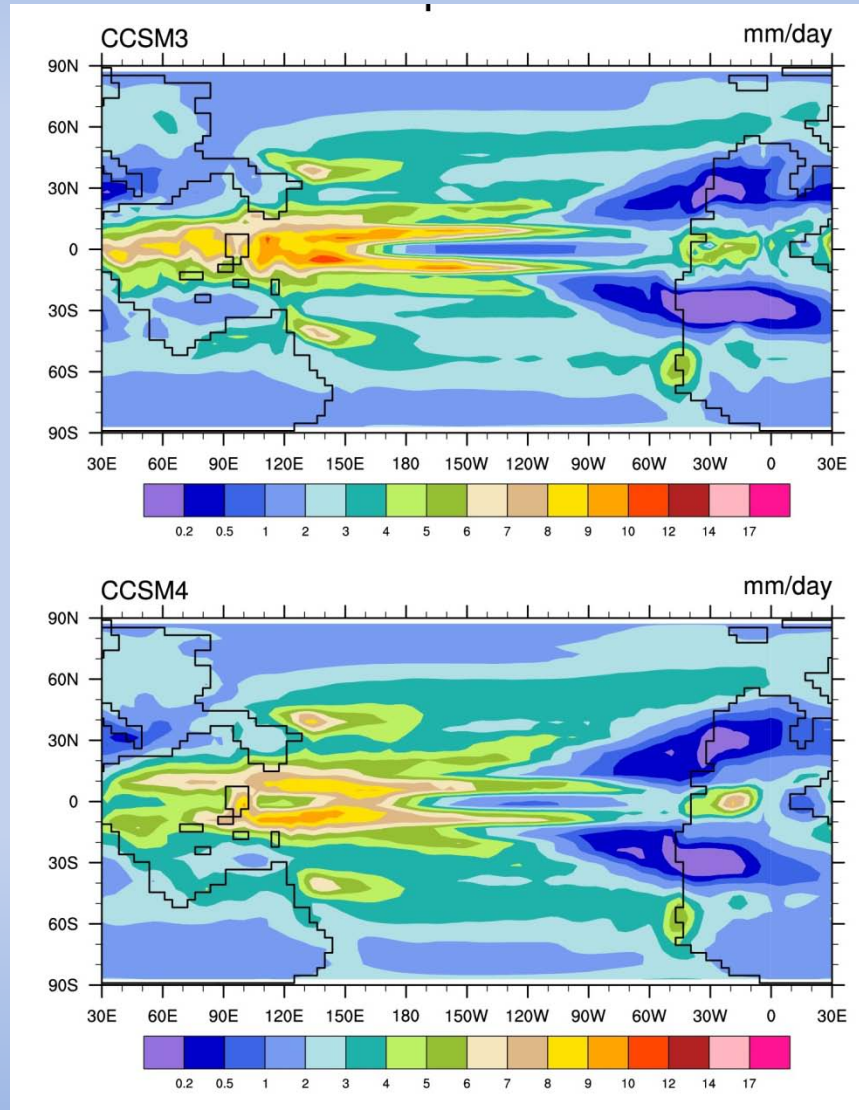 CCSM3 mm/day
90N
60N
30N
0
30S
60S
90S
30E 60E 90E 120E 150E 180 150W 120W 90W 60W 30W 0 30E
0.2 0.5 1 2 3 4 5 6 7 8 9 10 12 14 17
CCSM4 mm/day
90N
60N
30N
0
30S
60S
90S
30E 60E 90E 120E 150E 180 150W 120W 90W 60W 30W 0 30E
0.2 0.5 1 2 3 4 5 6 7 8 9 10 12 14 17